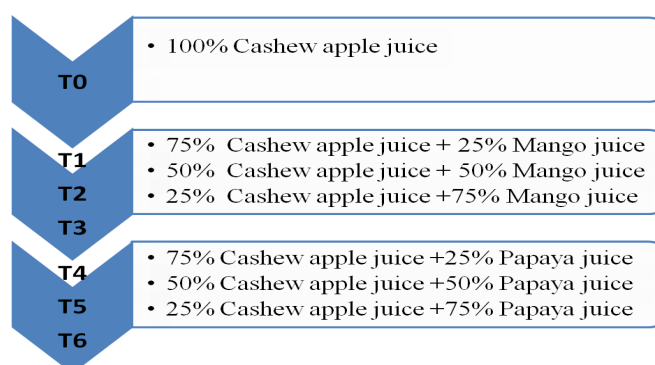 T0
• 100% Cashew apple juice
T1
T2
T3
• 75%  Cashew apple juice + 25% Mango juice
• 50%  Cashew apple juice + 50% Mango juice
• 25%  Cashew apple juice +75% Mango juice
T4
T5
T6
• 75% Cashew apple juice +25% Papaya juice
• 50% Cashew apple juice +50% Papaya juice
• 25% Cashew apple juice +75% Papaya juice